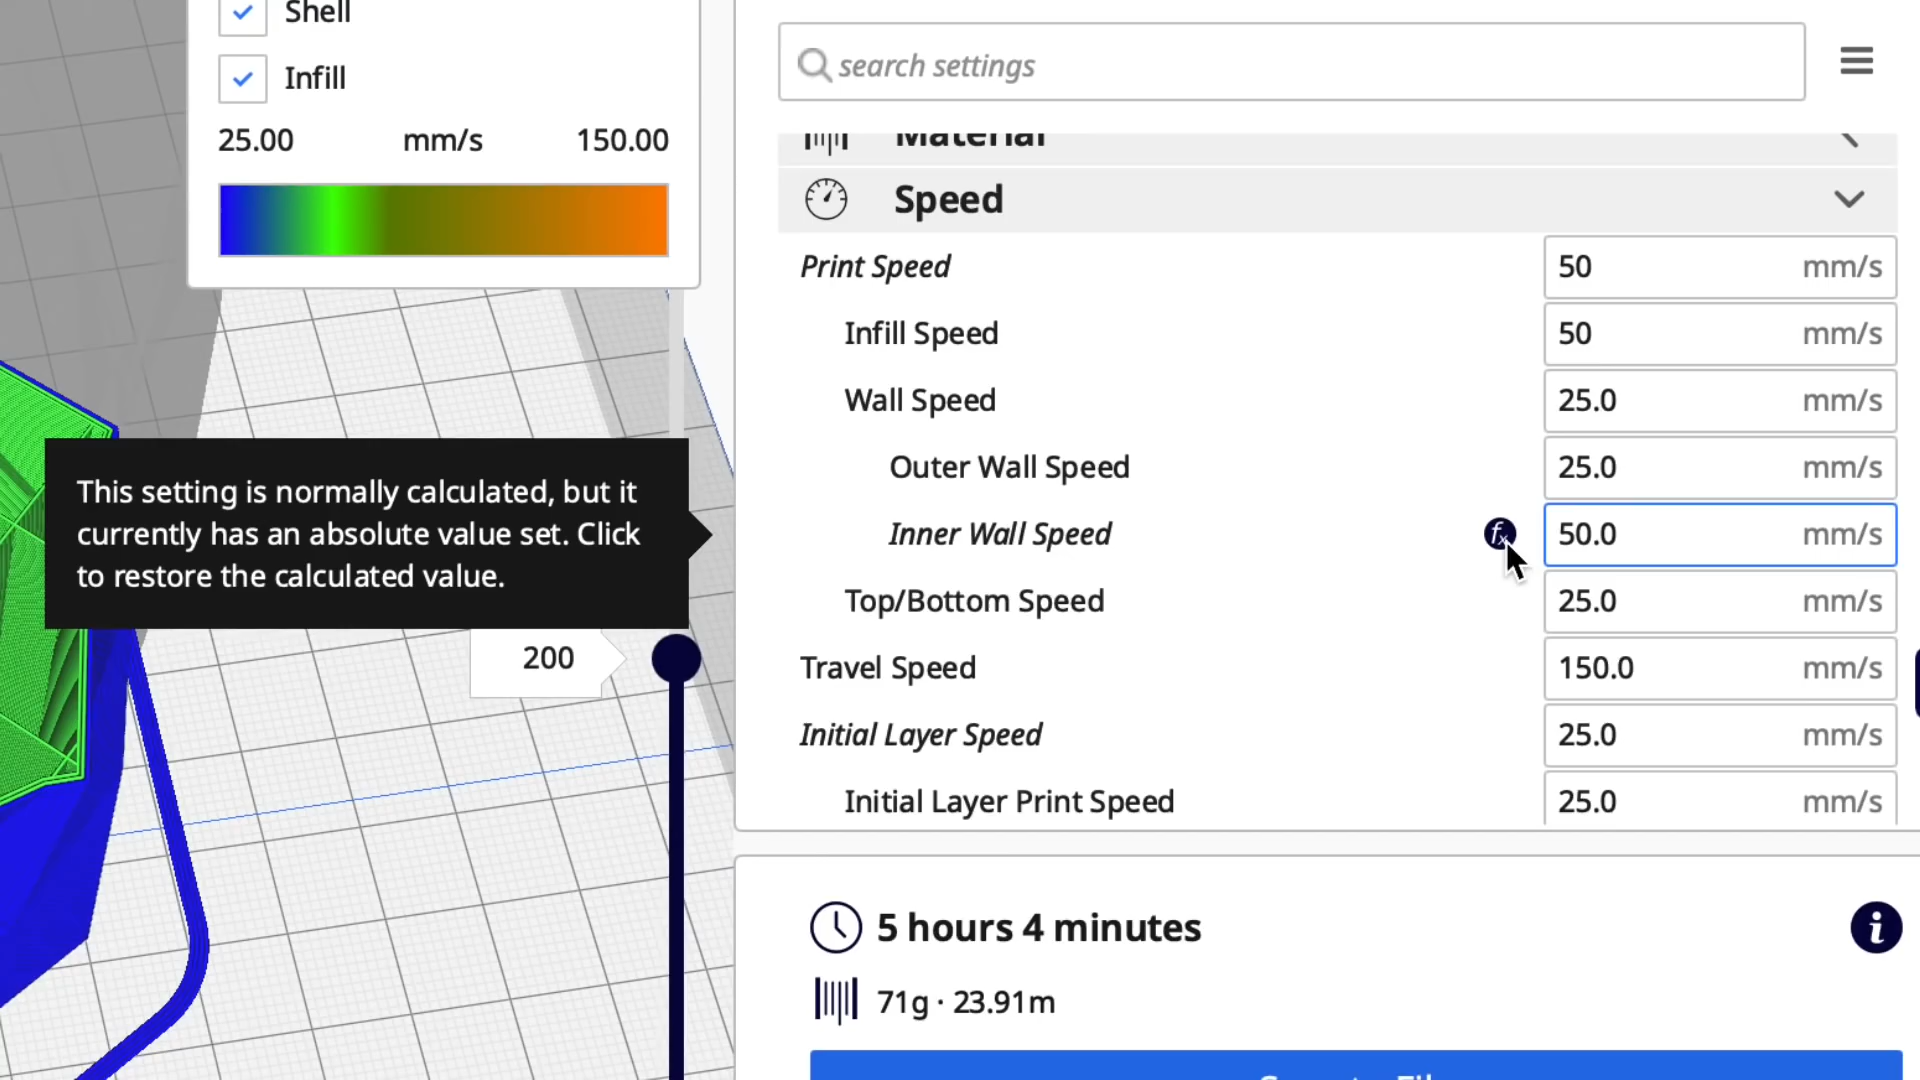 Shell
Infill
25.00 mm/s 150.00
search settings
Material
Speed
Print Speed 50 mm/s
Infill Speed 50 mm/s
Wall Speed 25.0 mm/s
Outer Wall Speed 25.0 mm/s
Inner Wall Speed fx 50.0 mm/s
Top/Bottom Speed 25.0 mm/s
Travel Speed 150.0 mm/s
Initial Layer Speed 25.0 mm/s
Initial Layer Print Speed 25.0 mm/s
This setting is normally calculated, but it
currently has an absolute value set. Click
to restore the calculated value.
200
5 hours 4 minutes
71g · 23.91m